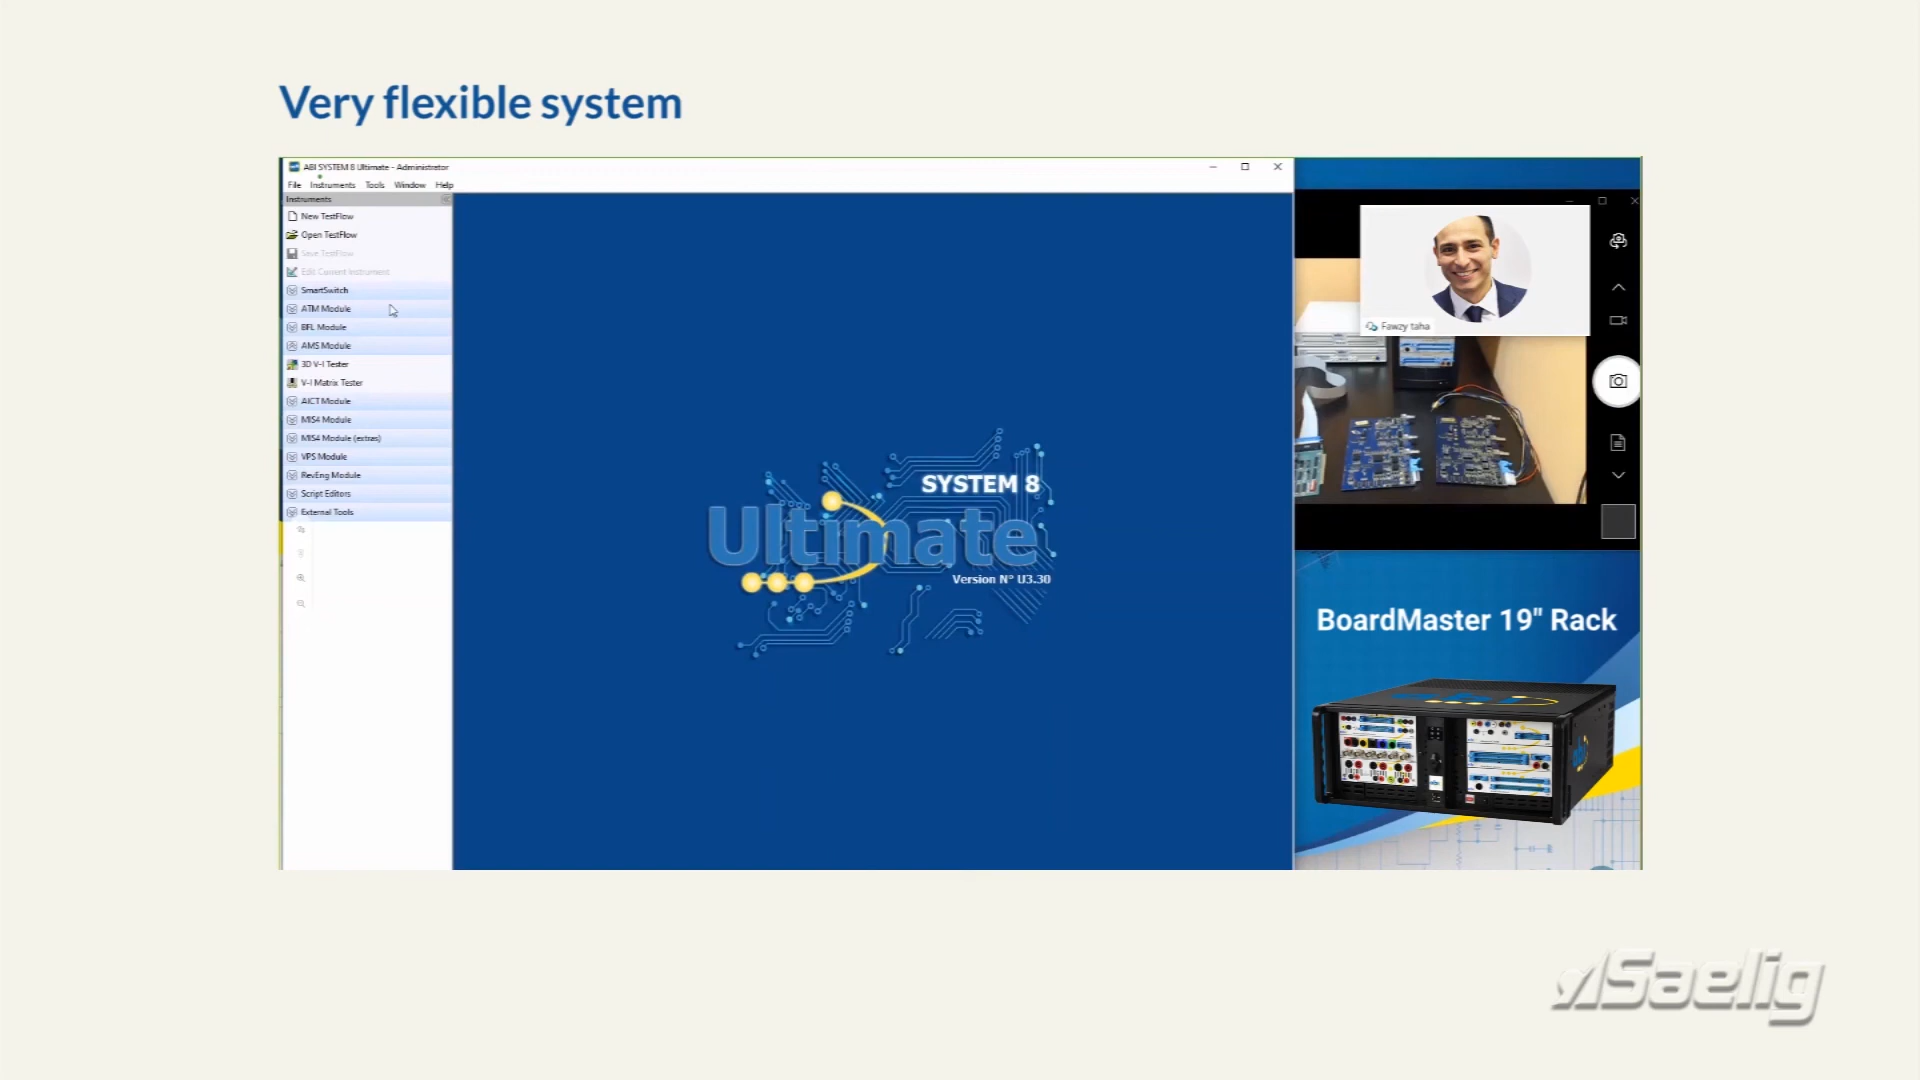 Very flexible system
ABI SYSTEM 8 Ultimate - Administrator
File Instruments Tools Window Help
Instruments
New TestFlow
Open TestFlow
Save TestFlow
Edit Current Instrument
SmartSwitch
ATM Module
BFL Module
AMS Module
3D V-I Tester
V-I Matrix Tester
AICT Module
MIS4 Module
MIS4 Module (extras)
VPS Module
RevEng Module
Script Editors
External Tools
SYSTEM 8
Ultimate
Version N° U3.30
Fawzy taha
BoardMaster 19" Rack
Saelig